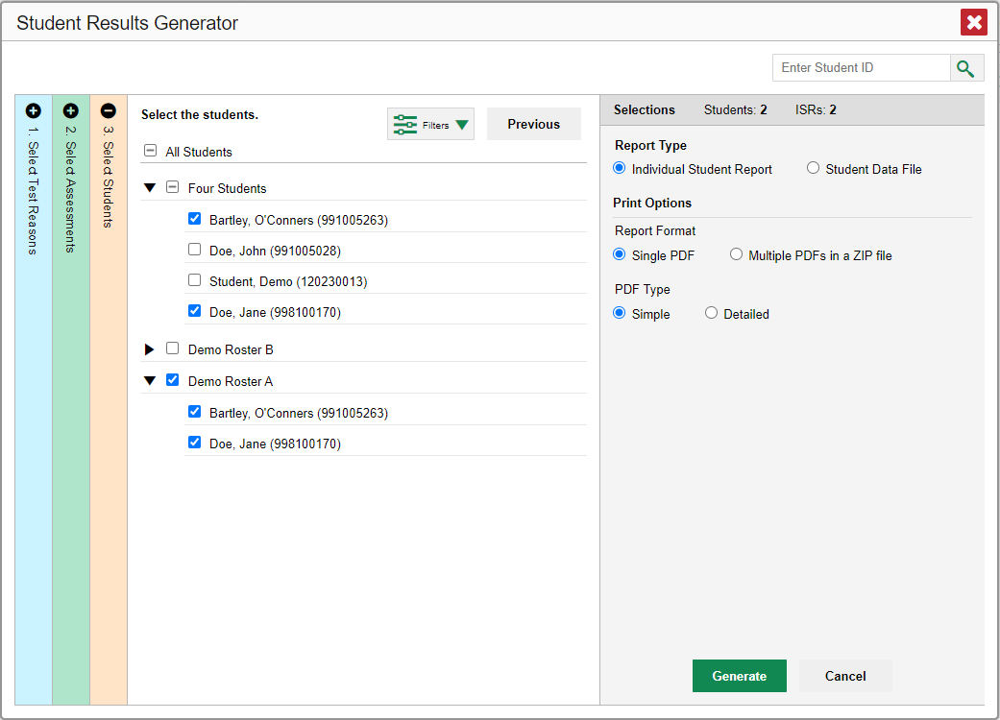 Student Results Generator
Enter Student ID
1. Select Test Reasons
2. Select Assessments
3. Select Students
Select the students.
Filters
Previous
All Students
Four Students
Bartley, O'Conners (991005263)
Doe, John (991005028)
Student, Demo (120230013)
Doe, Jane (998100170)
Demo Roster B
Demo Roster A
Bartley, O'Conners (991005263)
Doe, Jane (998100170)
Selections Students: 2 ISRs: 2
Report Type
Individual Student Report Student Data File
Print Options
Report Format
Single PDF Multiple PDFs in a ZIP file
PDF Type
Simple Detailed
Generate Cancel